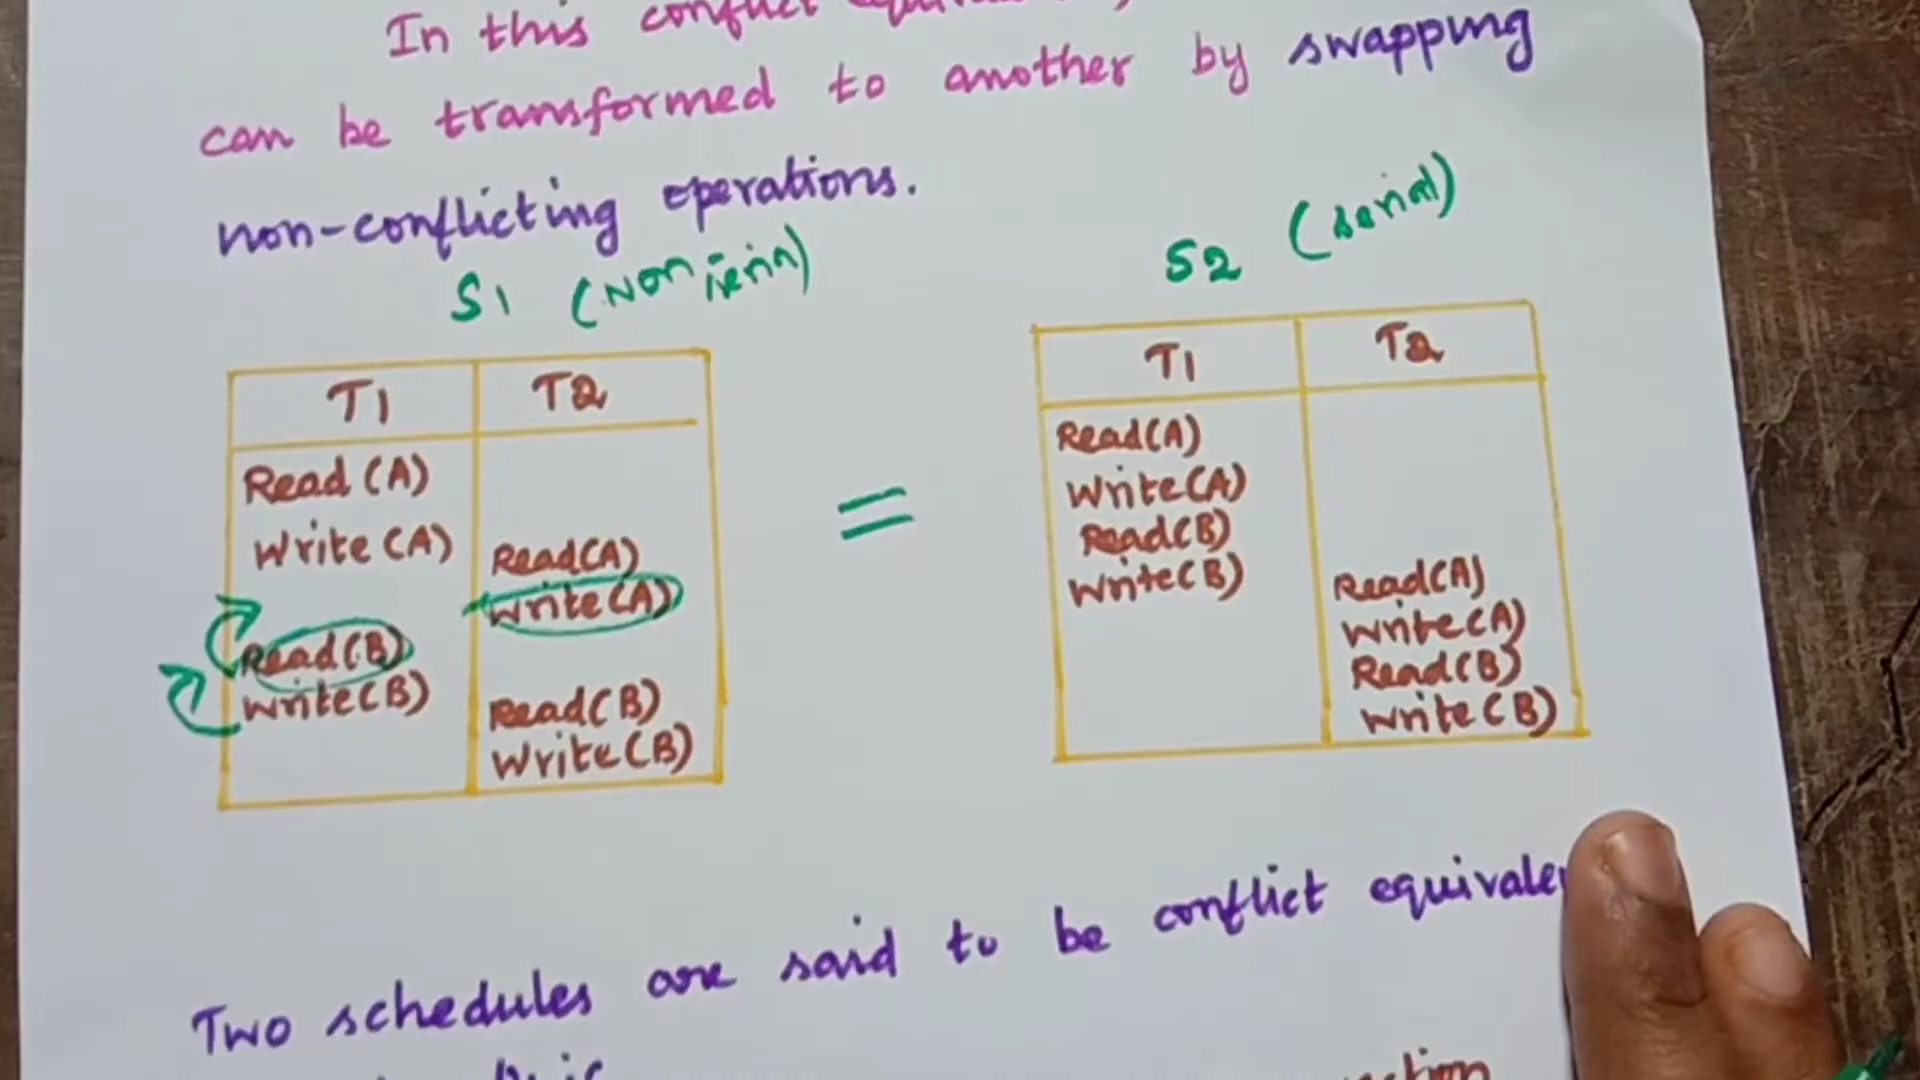 In this conflict
can be transformed to another by swapping
non-conflicting operations.
S1 (Non
S2 (serial)
T1 T2
Read (A)
Write (A)
Read(A)
Write(A)
Read(B)
Write(B)
Read(B)
Write(B)
=
T1 T2
Read(A)
Write(A)
Read(B)
Write(B)
Read(A)
Write(A)
Read(B)
Write(B)
Two schedules are said to be conflict